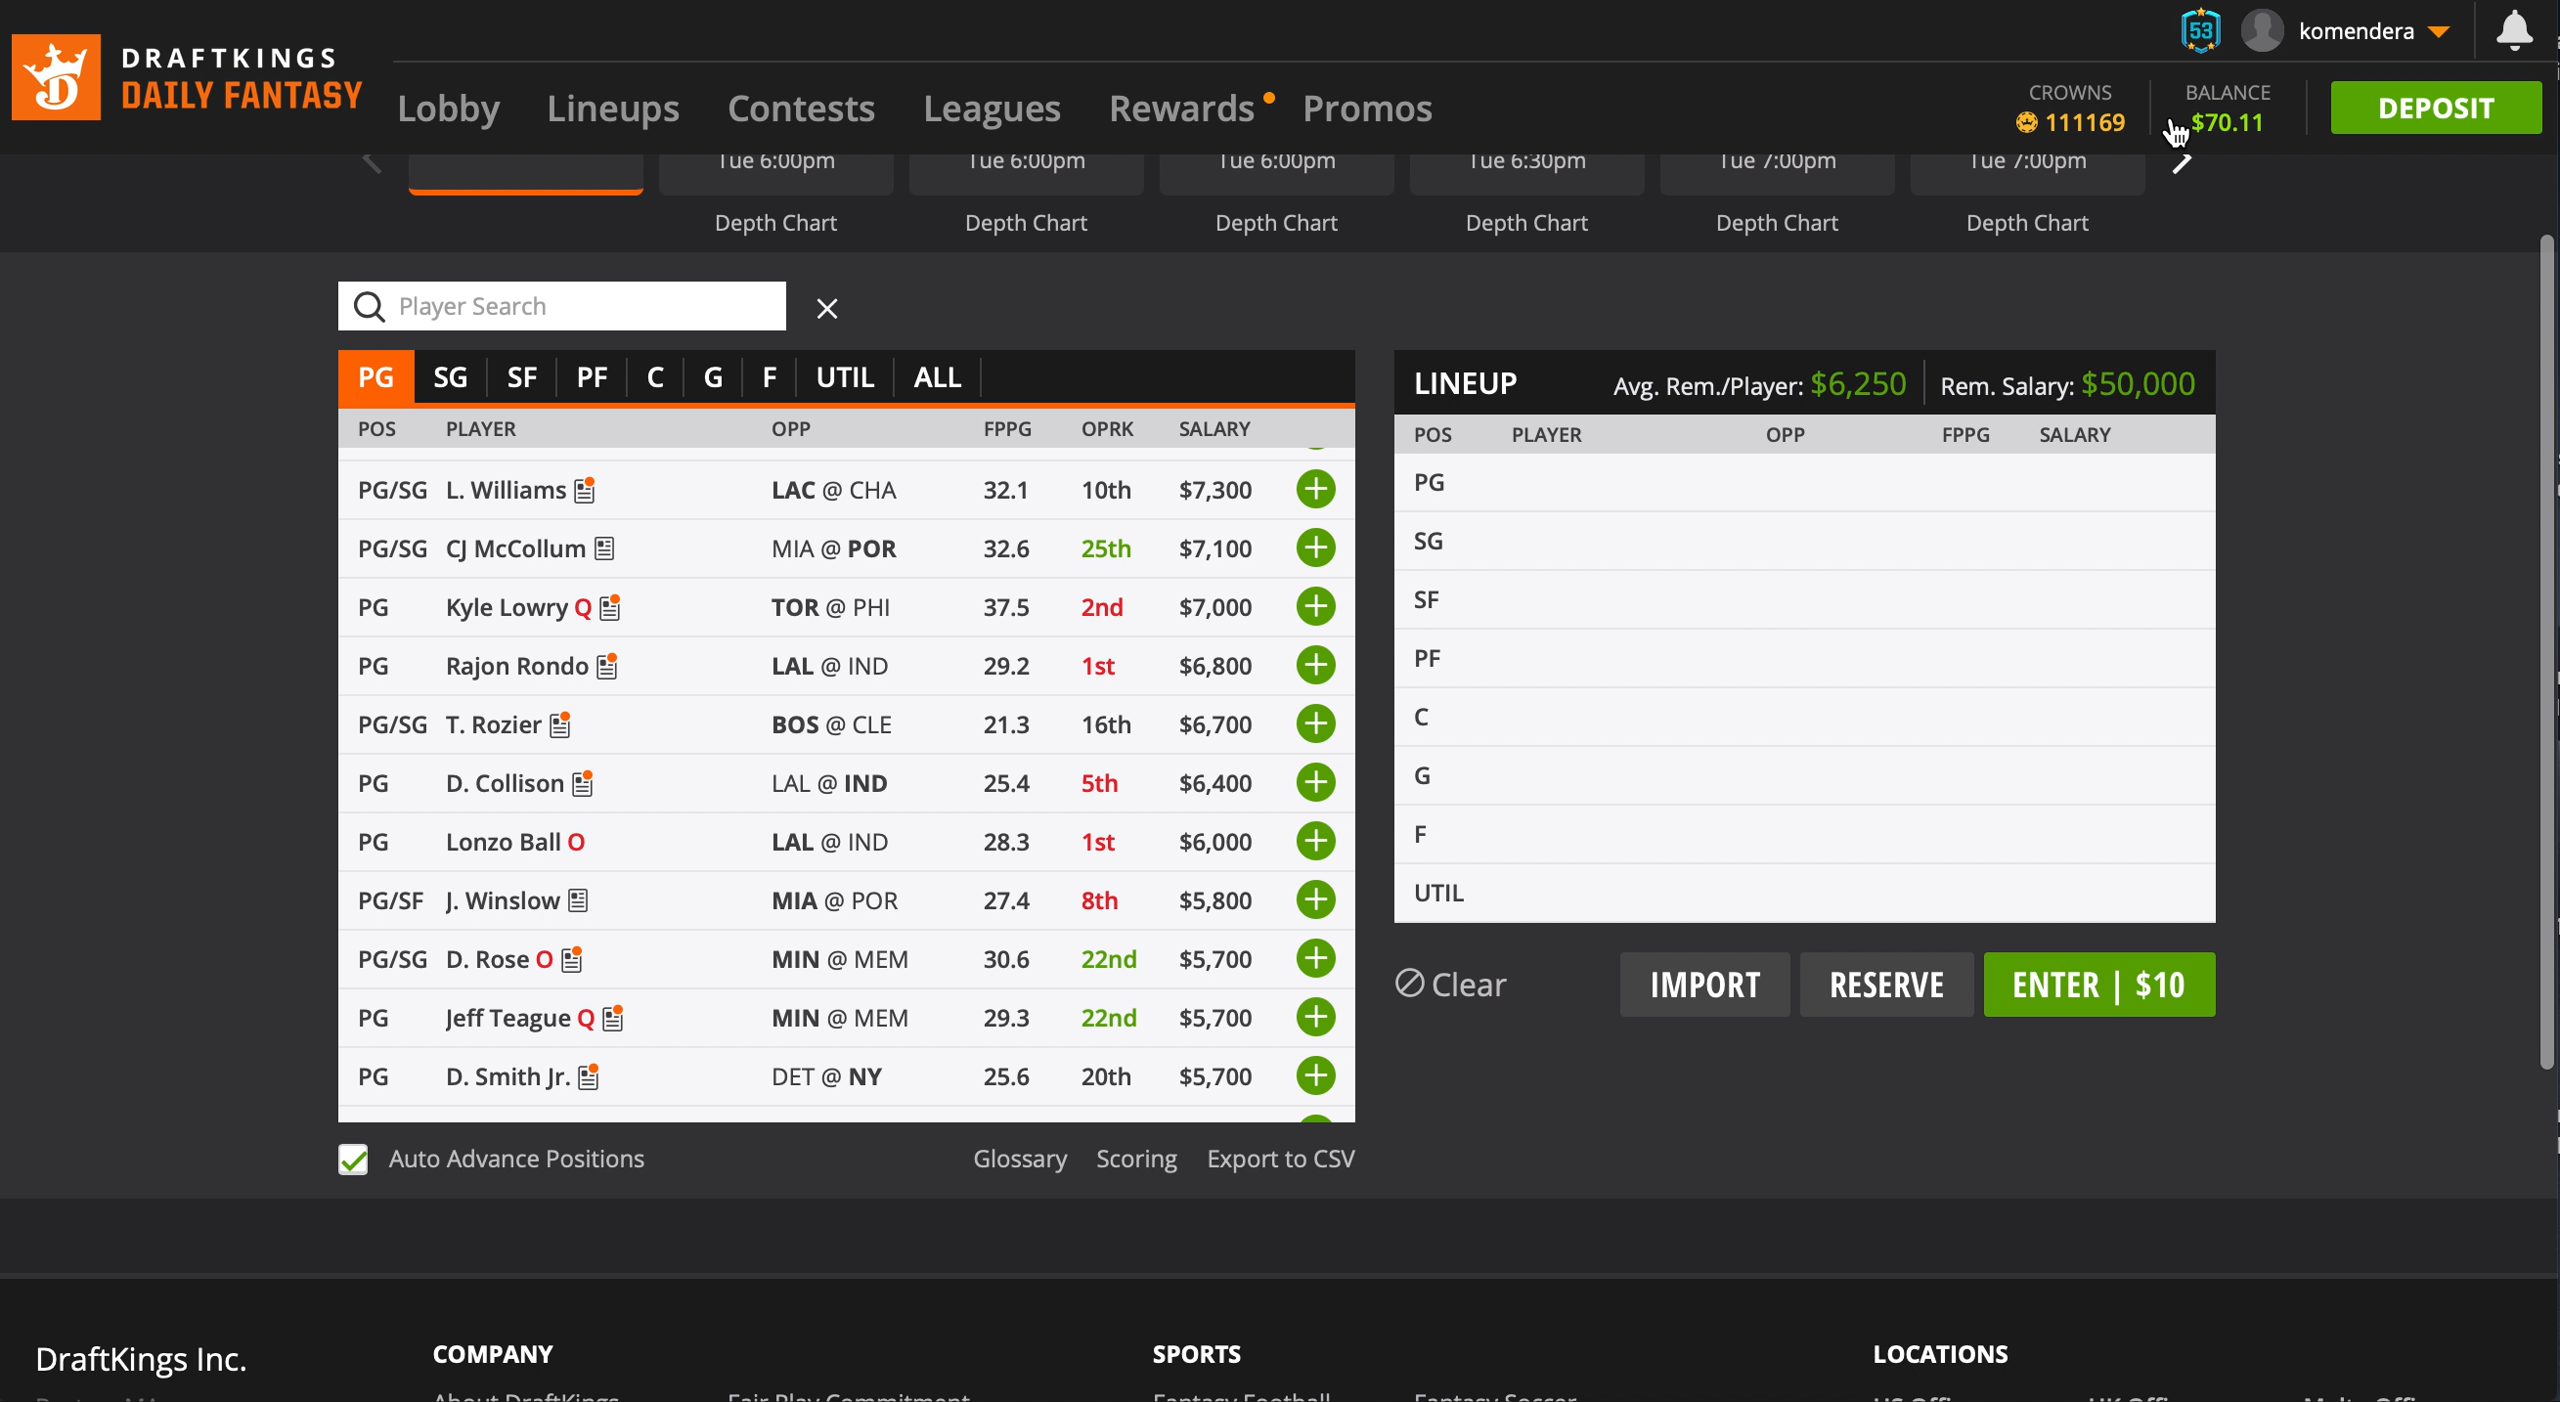 53 komendera
DRAFTKINGS
DAILY FANTASY
Lobby Lineups Contests Leagues Rewards Promos
CROWNS BALANCE
111169 $70.11 DEPOSIT
Tue 6:00pm Tue 6:00pm Tue 6:00pm Tue 6:30pm Tue 7:00pm Tue 7:00pm
Depth Chart Depth Chart Depth Chart Depth Chart Depth Chart Depth Chart
Player Search
PG SG SF PF C G F UTIL ALL
POS PLAYER OPP FPPG OPRK SALARY
PG/SG L. Williams LAC @ CHA 32.1 10th $7,300
PG/SG CJ McCollum MIA @ POR 32.6 25th $7,100
PG Kyle Lowry Q TOR @ PHI 37.5 2nd $7,000
PG Rajon Rondo LAL @ IND 29.2 1st $6,800
PG/SG T. Rozier BOS @ CLE 21.3 16th $6,700
PG D. Collison LAL @ IND 25.4 5th $6,400
PG Lonzo Ball O LAL @ IND 28.3 1st $6,000
PG/SF J. Winslow MIA @ POR 27.4 8th $5,800
PG/SG D. Rose O MIN @ MEM 30.6 22nd $5,700
PG Jeff Teague Q MIN @ MEM 29.3 22nd $5,700
PG D. Smith Jr. DET @ NY 25.6 20th $5,700
Auto Advance Positions Glossary Scoring Export to CSV
LINEUP Avg. Rem./Player: $6,250 Rem. Salary: $50,000
POS PLAYER OPP FPPG SALARY
PG
SG
SF
PF
C
G
F
UTIL
Clear IMPORT RESERVE ENTER | $10
DraftKings Inc. COMPANY SPORTS LOCATIONS
About DraftKings Fair Play Commitment Fantasy Football Fantasy Soccer